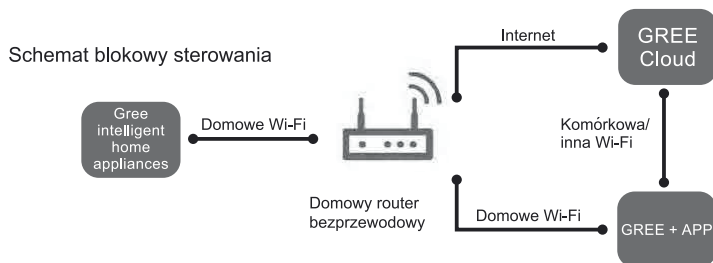 Schemat blokowy sterowania
Gree
intelligent
home
appliances
Domowe Wi-Fi
Domowy router
bezprzewodowy
Internet
GREE
Cloud
Komórkowa/
inna Wi-Fi
Domowe Wi-Fi
GREE + APP